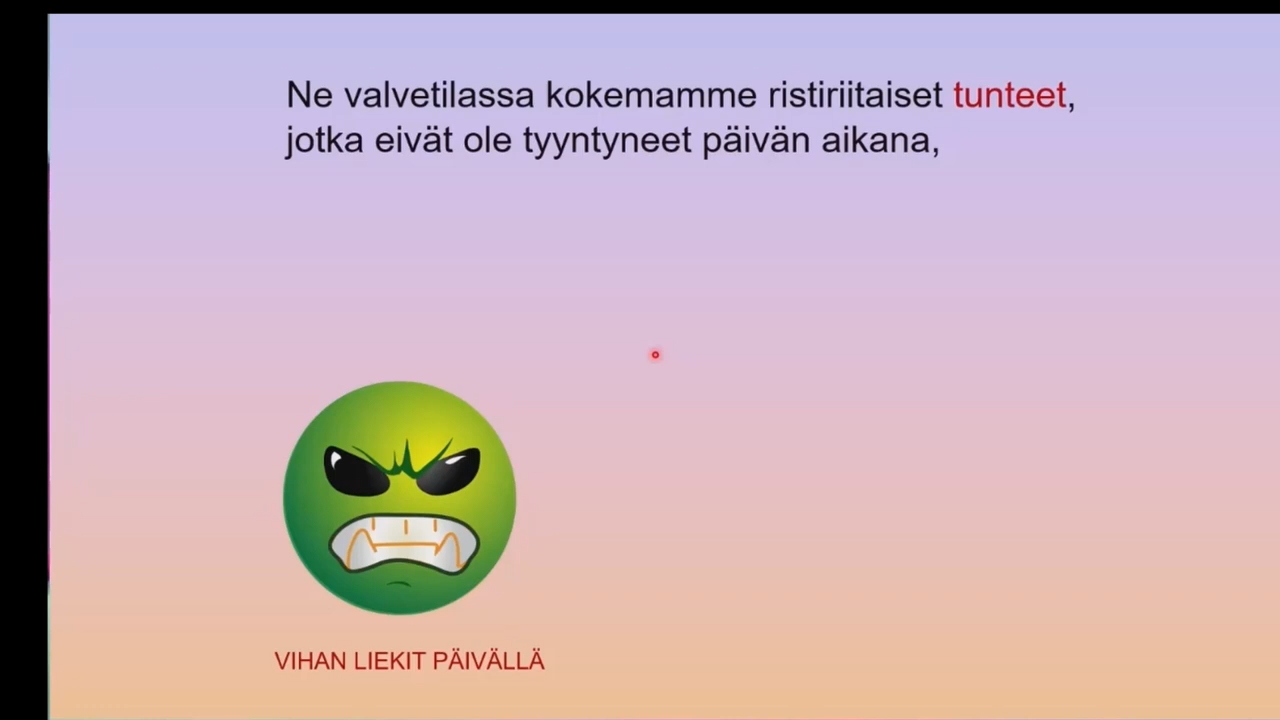 Ne valvetilassa kokemamme ristiriitaiset tunteet,
jotka eivät ole tyyntyneet päivän aikana,
VIHAN LIEKIT PÄIVÄLLÄ